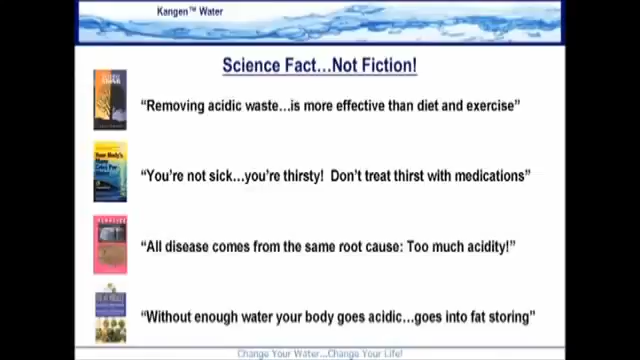 Kangen™ Water
Science Fact…Not Fiction!
“Removing acidic waste…is more effective than diet and exercise”
“You’re not sick…you’re thirsty!  Don’t treat thirst with medications”
“All disease comes from the same root cause: Too much acidity!”
“Without enough water your body goes acidic…goes into fat storing”
Change Your Water...Change Your Life!